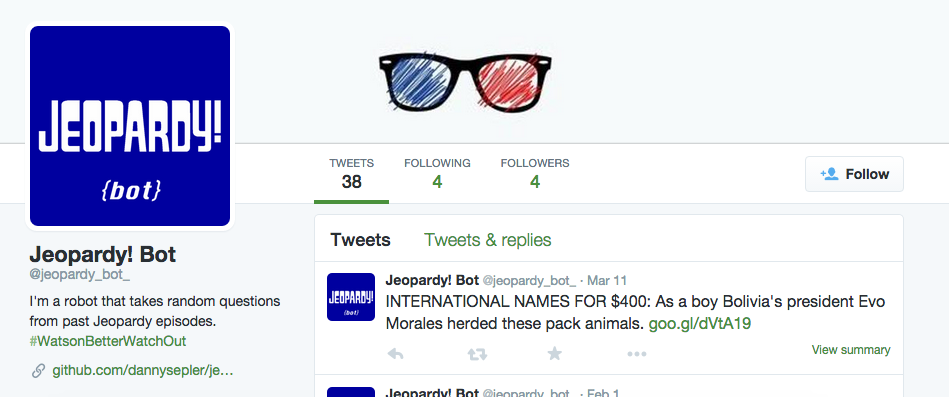 JEOPARDY!
{bot}
TWEETS FOLLOWING FOLLOWERS
38 4 4
Follow
Jeopardy! Bot
@jeopardy_bot_
I'm a robot that takes random questions
from past Jeopardy episodes.
#WatsonBetterWatchOut
github.com/dannysepler/je…
Tweets Tweets & replies
JEOPARDY!
{bot}
Jeopardy! Bot @jeopardy_bot_ · Mar 11
INTERNATIONAL NAMES FOR $400: As a boy Bolivia's president Evo
Morales herded these pack animals. goo.gl/dVtA19
View summary
Jeopardy! Bot @jeopardy_bot_ · Feb 1